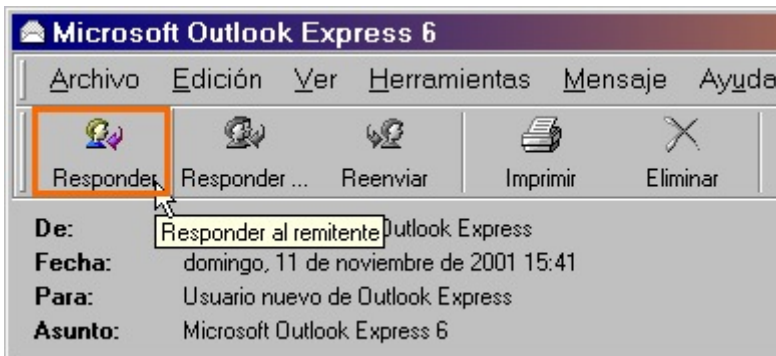 Microsoft Outlook Express 6
Archivo Edición Ver Herramientas Mensaje Ayuda
Responder Responder ... Reenviar Imprimir Eliminar
De: Outlook Express
Responder al remitente
Fecha: domingo, 11 de noviembre de 2001 15:41
Para: Usuario nuevo de Outlook Express
Asunto: Microsoft Outlook Express 6